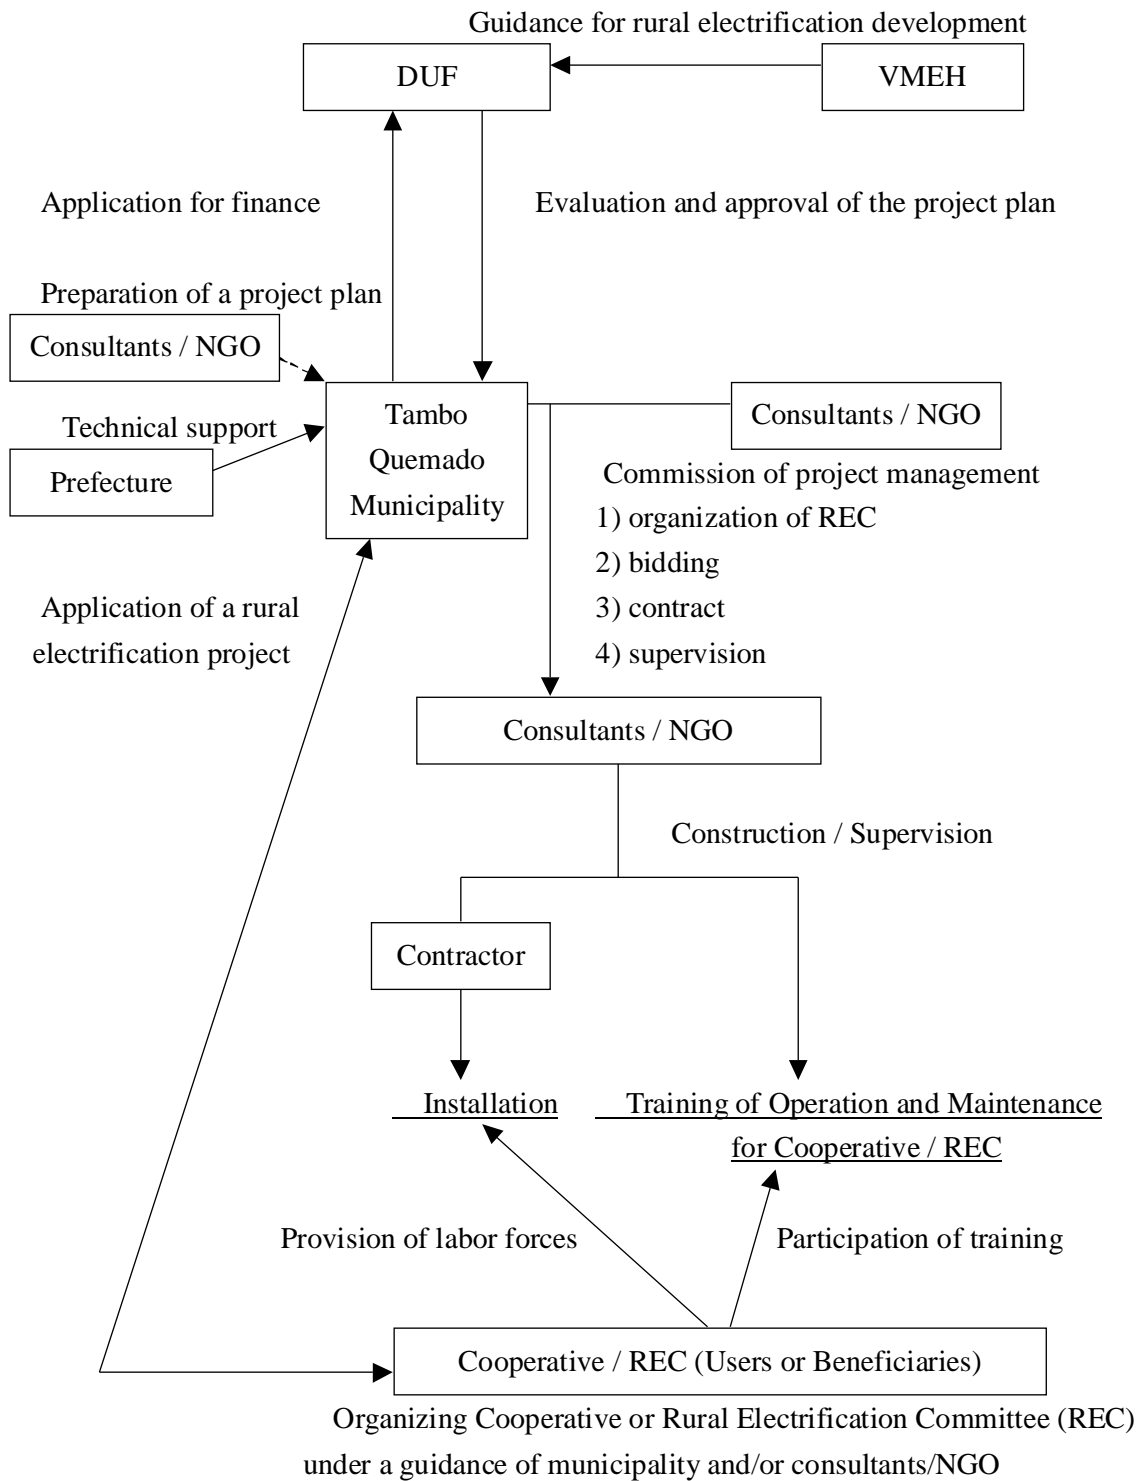 Guidance for rural electrification development
DUF
VMEH
Application for finance
Evaluation and approval of the project plan
Preparation of a project plan
Consultants / NGO
Tambo
Quemado
Municipality
Consultants / NGO
Technical support
Prefecture
Commission of project management
1) organization of REC
2) bidding
3) contract
4) supervision
Application of a rural
electrification project
Consultants / NGO
Construction / Supervision
Contractor
Installation
Training of Operation and Maintenance
for Cooperative / REC
Provision of labor forces
Participation of training
Cooperative / REC (Users or Beneficiaries)
Organizing Cooperative or Rural Electrification Committee (REC)
under a guidance of municipality and/or consultants/NGO